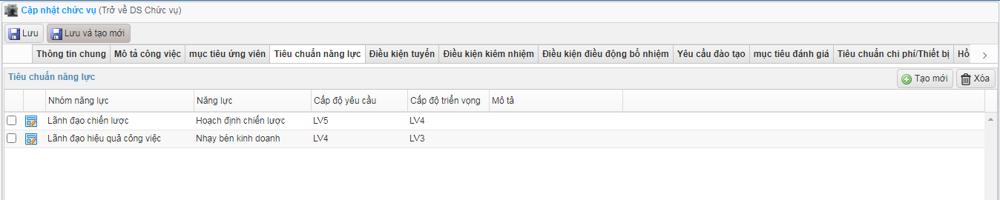 Cập nhật chức vụ (Trở về DS Chức vụ)
Lưu Lưu và tạo mới
Thông tin chung Mô tả công việc mục tiêu ứng viên Tiêu chuẩn năng lực Điều kiện tuyển Điều kiện kiêm nhiệm Điều kiện điều động bổ nhiệm Yêu cầu đào tạo mục tiêu đánh giá Tiêu chuẩn chi phí/Thiết bị Hồ
Tiêu chuẩn năng lực Tạo mới Xóa
Nhóm năng lực Năng lực Cấp độ yêu cầu Cấp độ triển vọng Mô tả
Lãnh đạo chiến lược Hoạch định chiến lược LV5 LV4
Lãnh đạo hiệu quả công việc Nhạy bén kinh doanh LV4 LV3